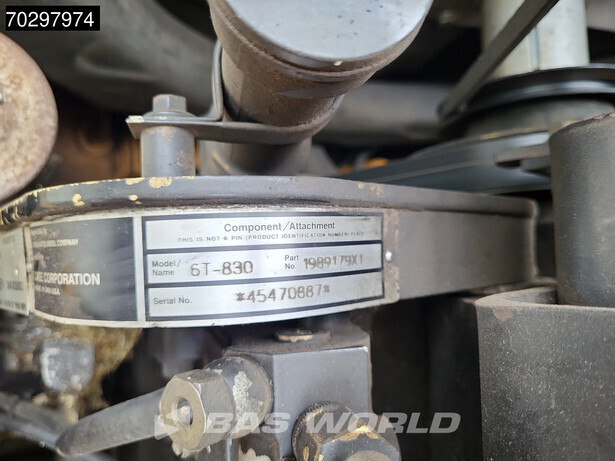 70297974
Component/Attachment
THIS IS NOT A PIN (PRODUCT IDENTIFICATION NUMBER) PLATE
COMPANY
Model/Name 6T-830 Part No. 1989179X1
CORPORATION
Serial No. *45470887*
BAS WORLD